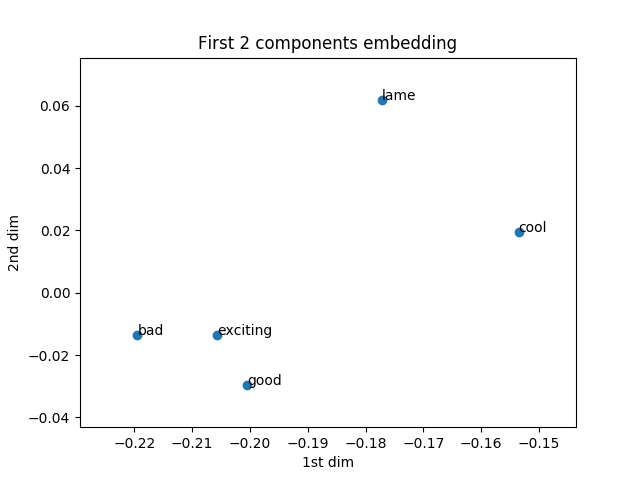 First 2 components embedding
0.06
0.04
0.02
0.00
−0.02
−0.04
2nd dim
lame
cool
bad
exciting
good
−0.22 −0.21 −0.20 −0.19 −0.18 −0.17 −0.16 −0.15
1st dim